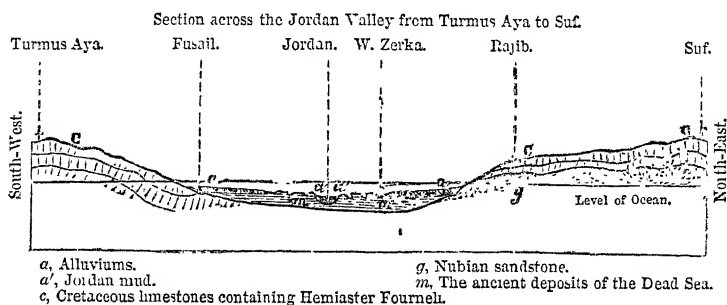 Section across the Jordan Valley from Turmus Aya to Suf.
Turmus Aya. Fusail. Jordan. W. Zerka. Rajib. Suf.
South-West.
North-East.
c
c
a
a
c
g
m
Level of Ocean.
a, Alluviums.
a', Jordan mud.
c, Cretaceous limestones containing Hemiaster Fourneli.
g, Nubian sandstone.
m, The ancient deposits of the Dead Sea.